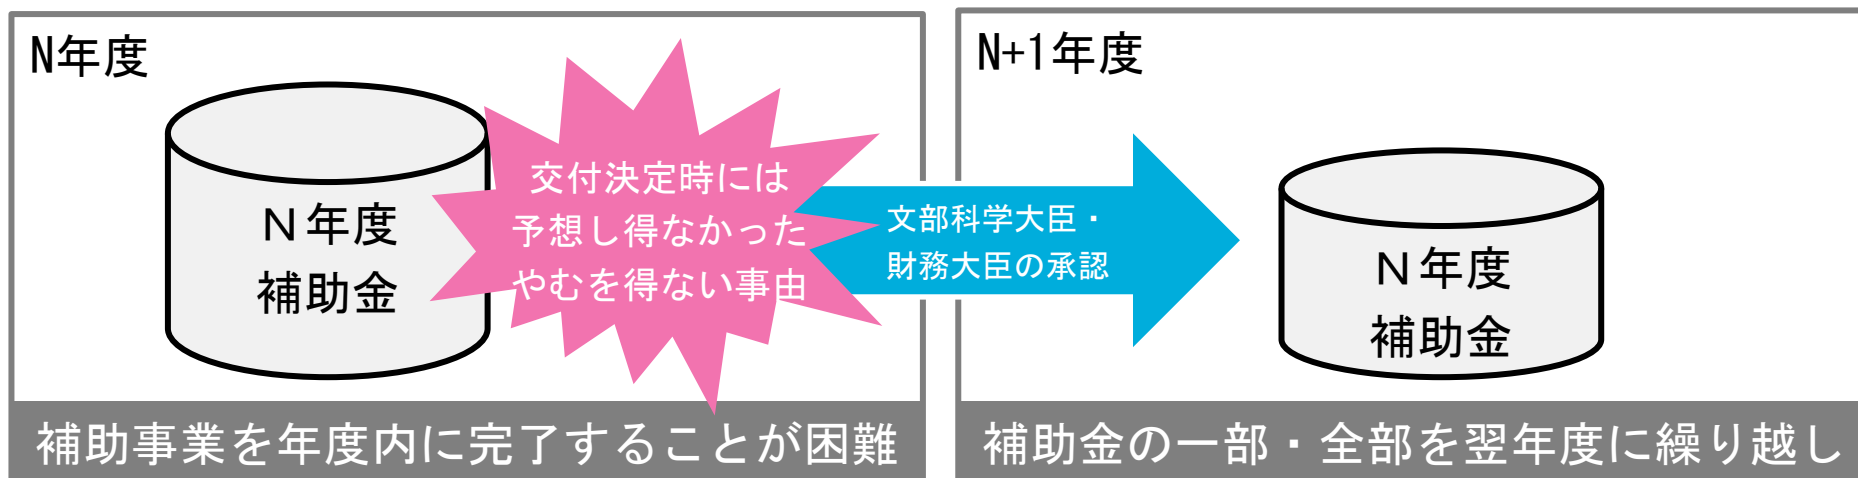 N年度
N年度
補助金
交付決定時には
予想し得なかった
やむを得ない事由
文部科学大臣・
財務大臣の承認
補助事業を年度内に完了することが困難
N+1年度
N年度
補助金
補助金の一部・全部を翌年度に繰り越し